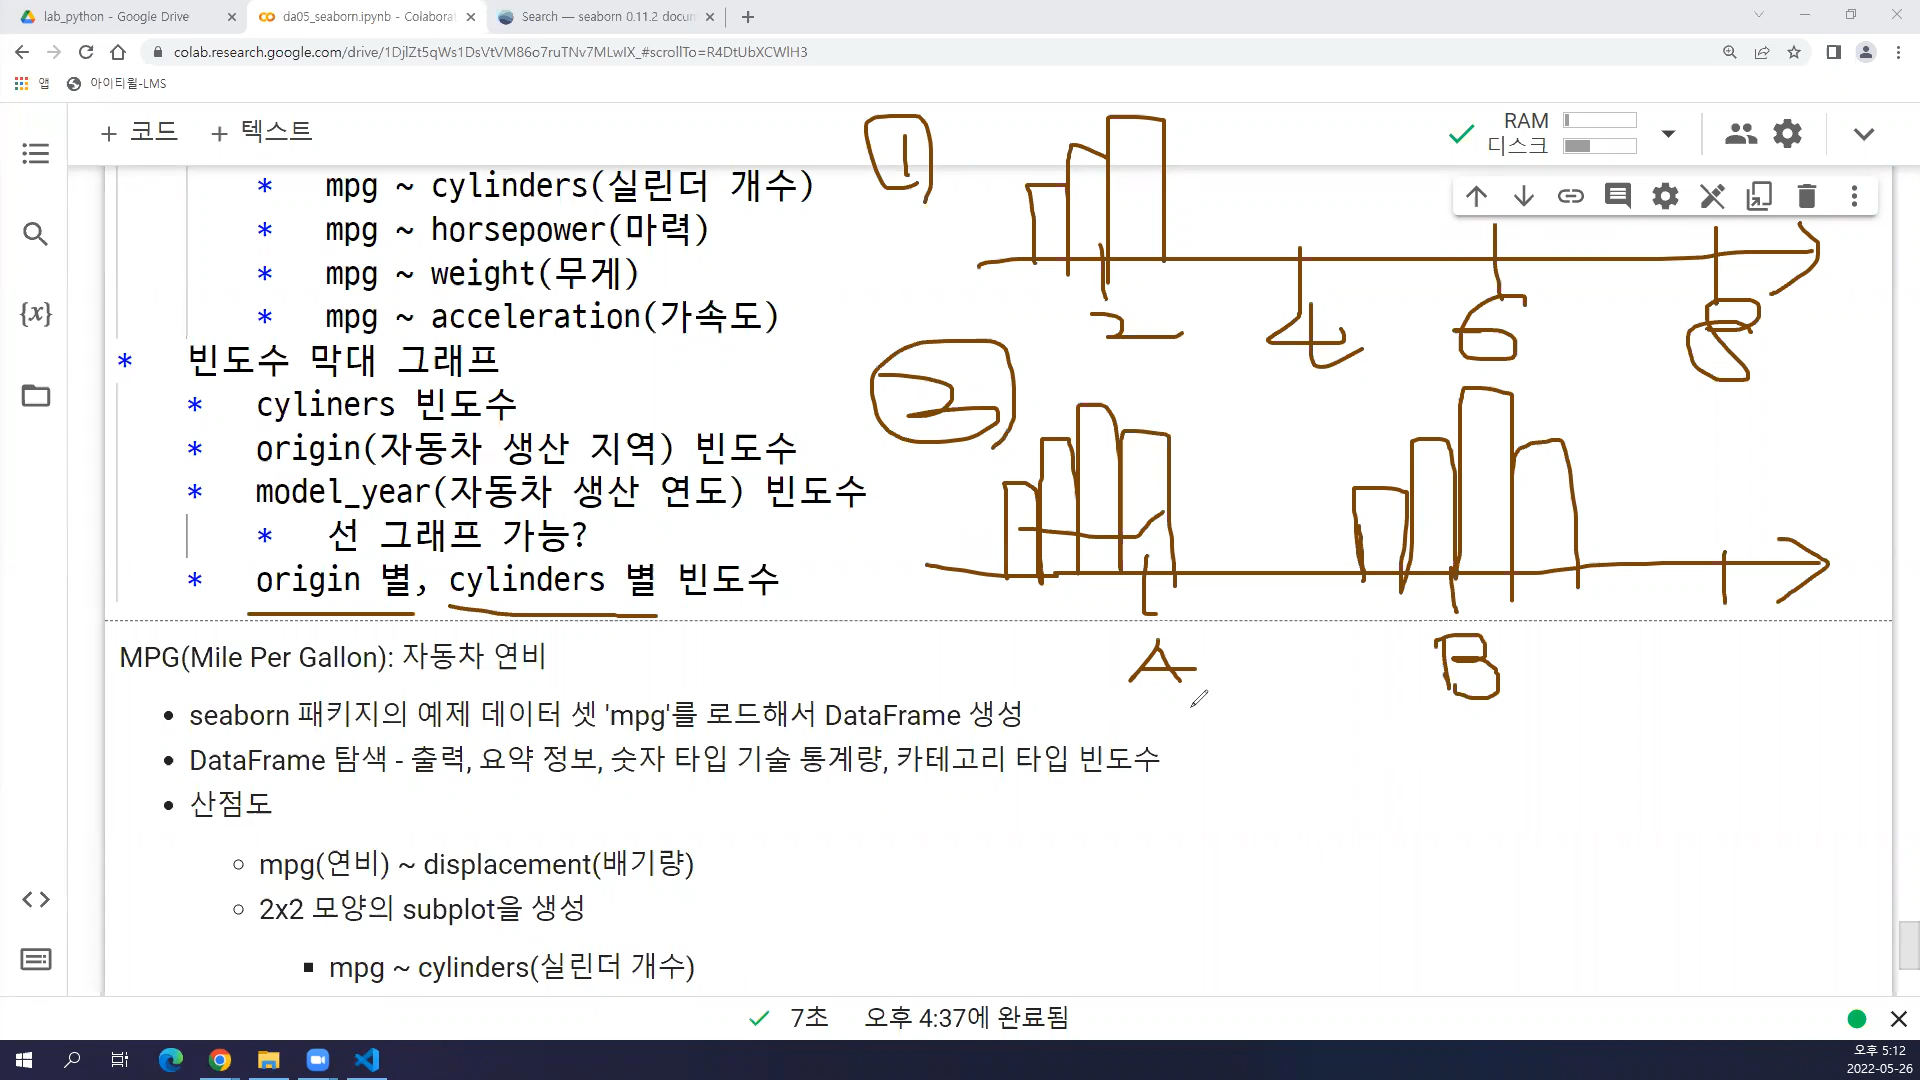 lab_python - Google Drive
da05_seaborn.ipynb - Colabora
Search — seaborn 0.11.2 docum
colab.research.google.com/drive/1DjlZt5qWs1DsVtVM86o7ruTNv7MLwIX_#scrollTo=R4DtUbXCWlH3
앱
아이티윌-LMS
+ 코드
+ 텍스트
RAM
디스크
* mpg ~ cylinders(실린더 개수)
* mpg ~ horsepower(마력)
* mpg ~ weight(무게)
* mpg ~ acceleration(가속도)
* 빈도수 막대 그래프
* cyliners 빈도수
* origin(자동차 생산 지역) 빈도수
* model_year(자동차 생산 연도) 빈도수
* 선 그래프 가능?
* origin 별, cylinders 별 빈도수
1
2 4 6 8
2
A B
MPG(Mile Per Gallon): 자동차 연비
• seaborn 패키지의 예제 데이터 셋 'mpg'를 로드해서 DataFrame 생성
• DataFrame 탐색 - 출력, 요약 정보, 숫자 타입 기술 통계량, 카테고리 타입 빈도수
• 산점도
○ mpg(연비) ~ displacement(배기량)
○ 2x2 모양의 subplot을 생성
■ mpg ~ cylinders(실린더 개수)
7초 오후 4:37에 완료됨
오후 5:12
2022-05-26